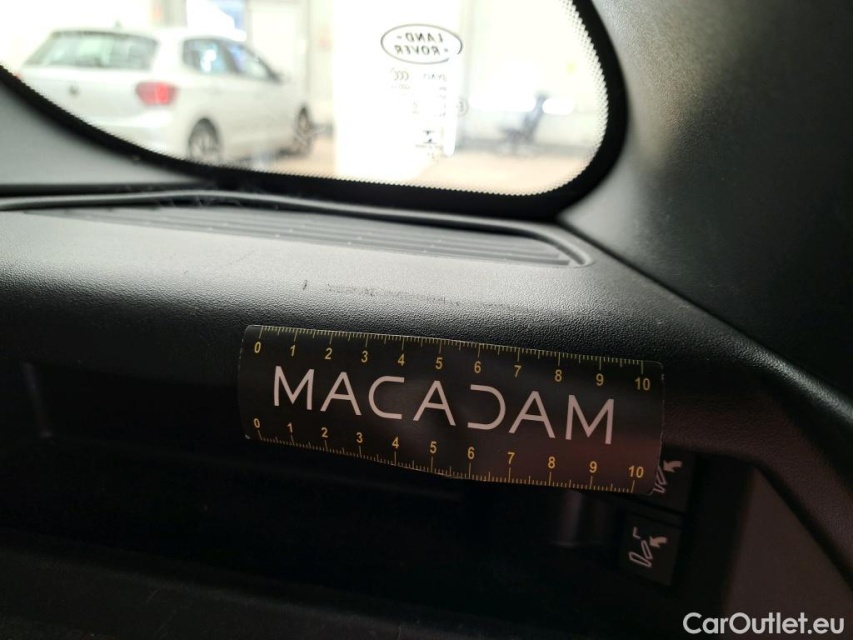 LAND-
ROVER
0 1 2 3 4 5 6 7 8 9 10
MACADAM
0 1 2 3 4 5 6 7 8 9 10
CarOutlet.eu